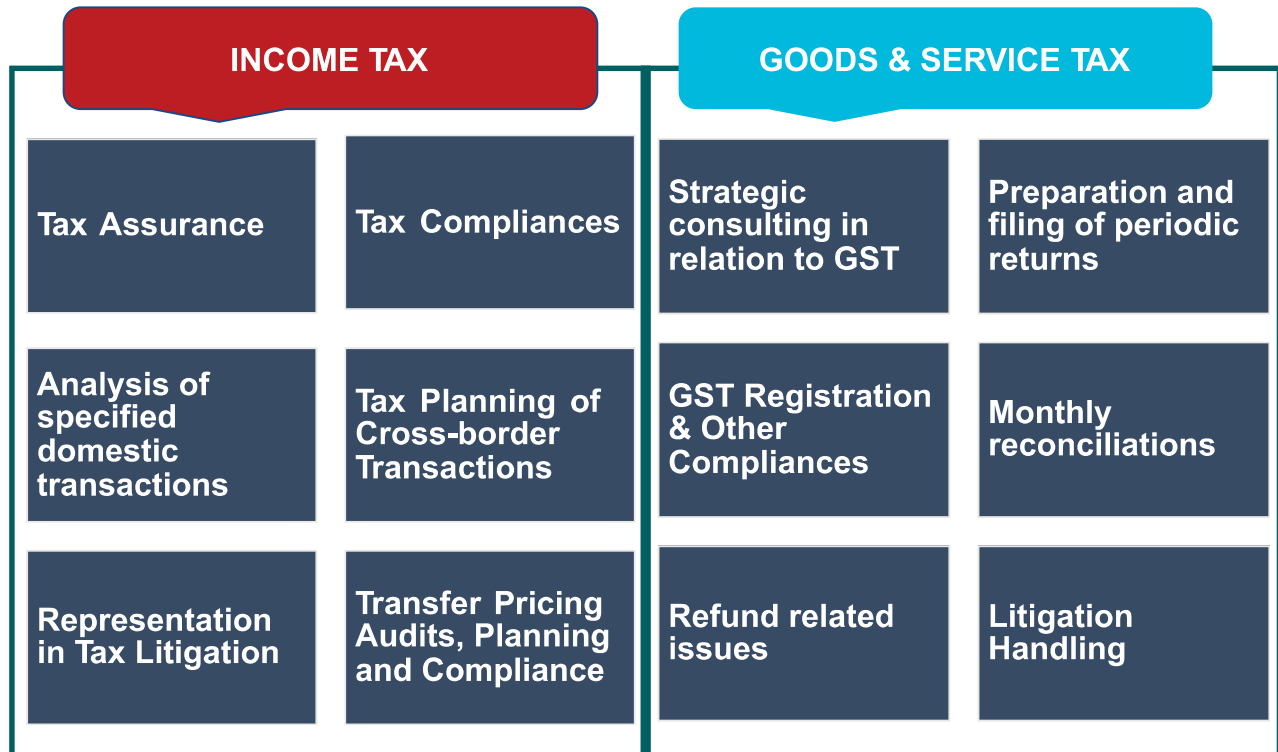 INCOME TAX
Tax Assurance
Tax Compliances
Analysis of
specified
domestic
transactions
Tax Planning of
Cross-border
Transactions
Representation
in Tax Litigation
Transfer Pricing
Audits, Planning
and Compliance
GOODS & SERVICE TAX
Strategic
consulting in
relation to GST
Preparation and
filing of periodic
returns
GST Registration
& Other
Compliances
Monthly
reconciliations
Refund related
issues
Litigation
Handling